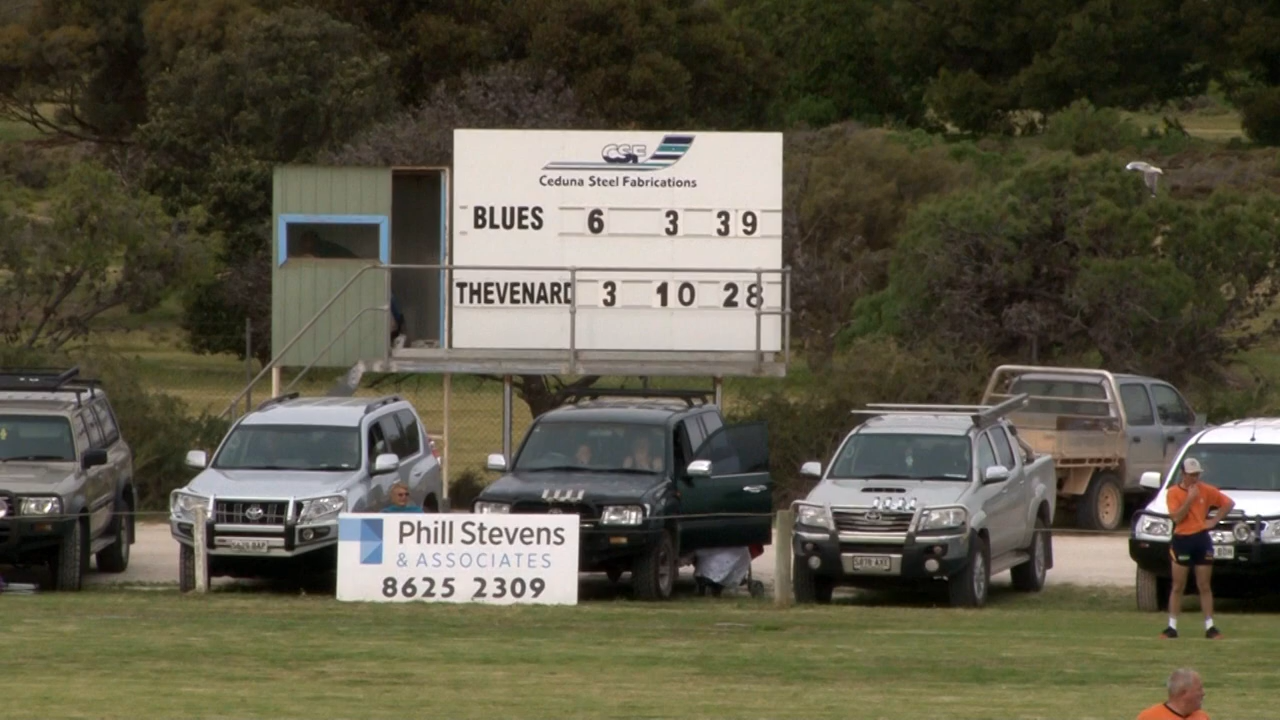 CSF
Ceduna Steel Fabrications
BLUES 6 3 39
THEVENARD 3 10 28
Phill Stevens
& ASSOCIATES
8625 2309